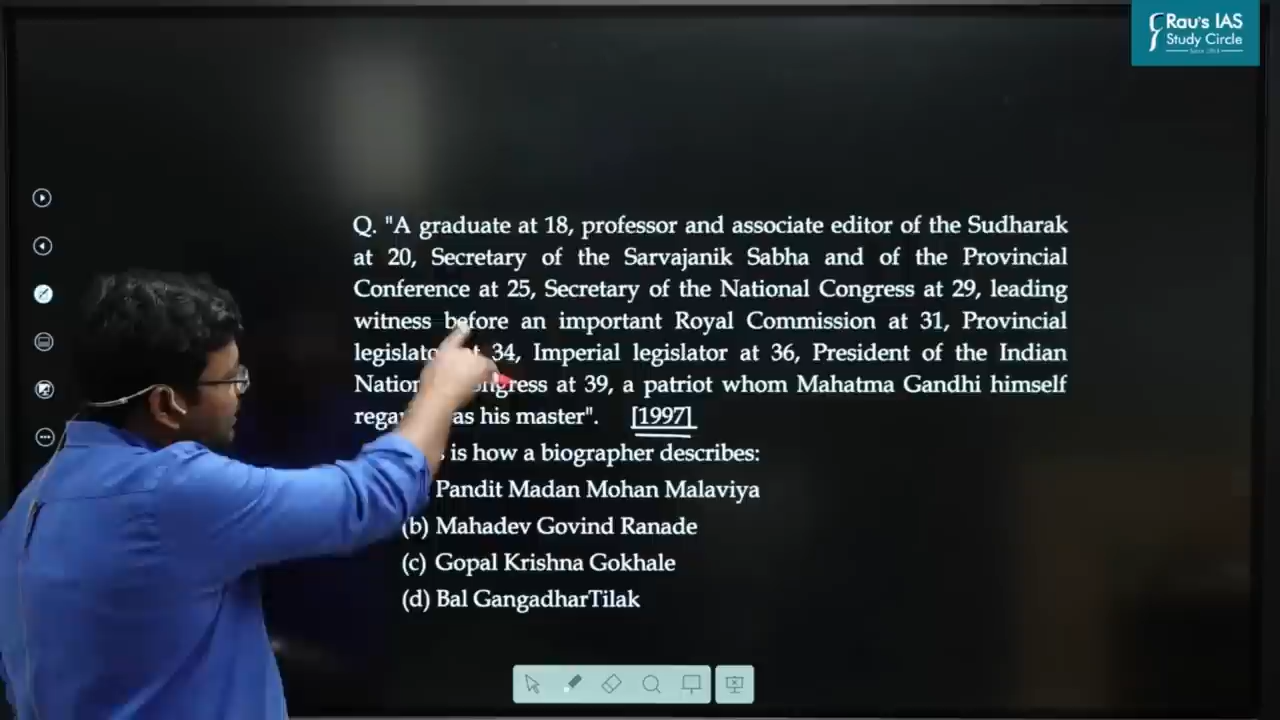 Rau's IAS
Study Circle
Q. "A graduate at 18, professor and associate editor of the Sudharak
at 20, Secretary of the Sarvajanik Sabha and of the Provincial
Conference at 25, Secretary of the National Congress at 29, leading
witness before an important Royal Commission at 31, Provincial
legislato 34, Imperial legislator at 36, President of the Indian
Nation ongress at 39, a patriot whom Mahatma Gandhi himself
rega as his master". [1997]
is how a biographer describes:
Pandit Madan Mohan Malaviya
(b) Mahadev Govind Ranade
(c) Gopal Krishna Gokhale
(d) Bal GangadharTilak